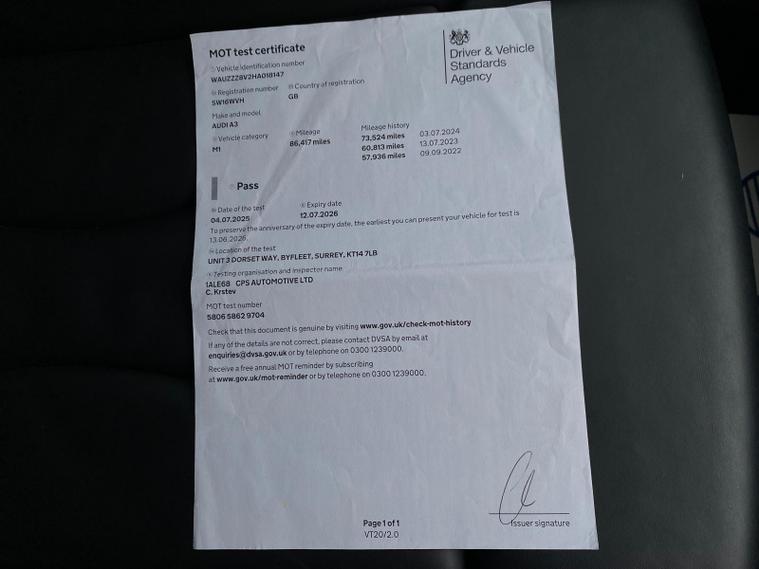 MOT test certificate
Driver & Vehicle
Standards
Agency
Vehicle identification number
WAUZZZ8V2HA018147
Registration number
Country of registration
SW16WVH
GB
Make and model
AUDI A3
Vehicle category
Mileage
Mileage history
M1
86,417 miles
73,524 miles 03.07.2024
60,813 miles 13.07.2023
57,936 miles 09.09.2022
Pass
Date of the test
Expiry date
04.07.2025
12.07.2026
To preserve the anniversary of the expiry date, the earliest you can present your vehicle for test is
13.06.2026.
Location of the test
UNIT 3 DORSET WAY, BYFLEET, SURREY, KT14 7LB
Testing organisation and inspector name
1ALE68 CPS AUTOMOTIVE LTD
C. Krstev
MOT test number
5806 5862 9704
Check that this document is genuine by visiting www.gov.uk/check-mot-history
If any of the details are not correct, please contact DVSA by email at
enquiries@dvsa.gov.uk or by telephone on 0300 1239000.
Receive a free annual MOT reminder by subscribing
at www.gov.uk/mot-reminder or by telephone on 0300 1239000.
Issuer signature
Page 1 of 1
VT20/2.0